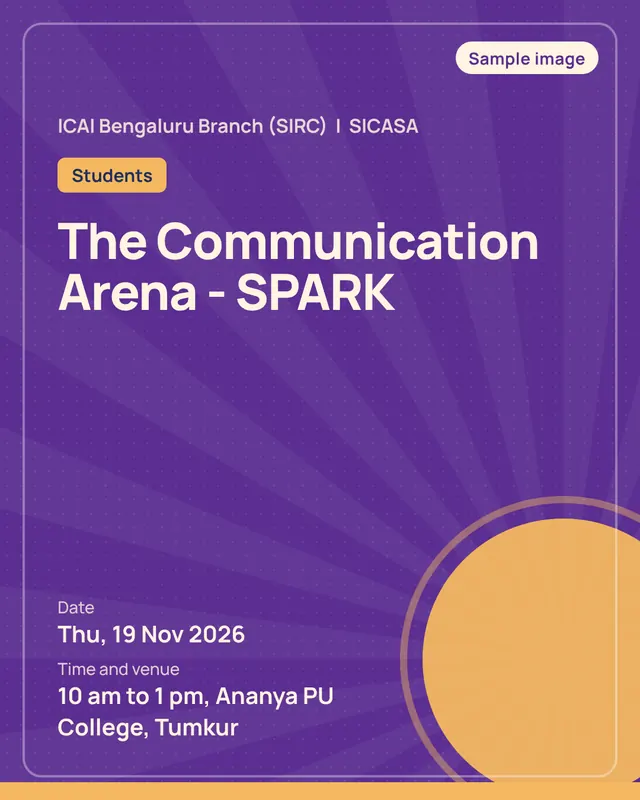 Sample image
ICAI Bengaluru Branch (SIRC) | SICASA
Students
The Communication
Arena - SPARK
Date
Thu, 19 Nov 2026
Time and venue
10 am to 1 pm, Ananya PU
College, Tumkur